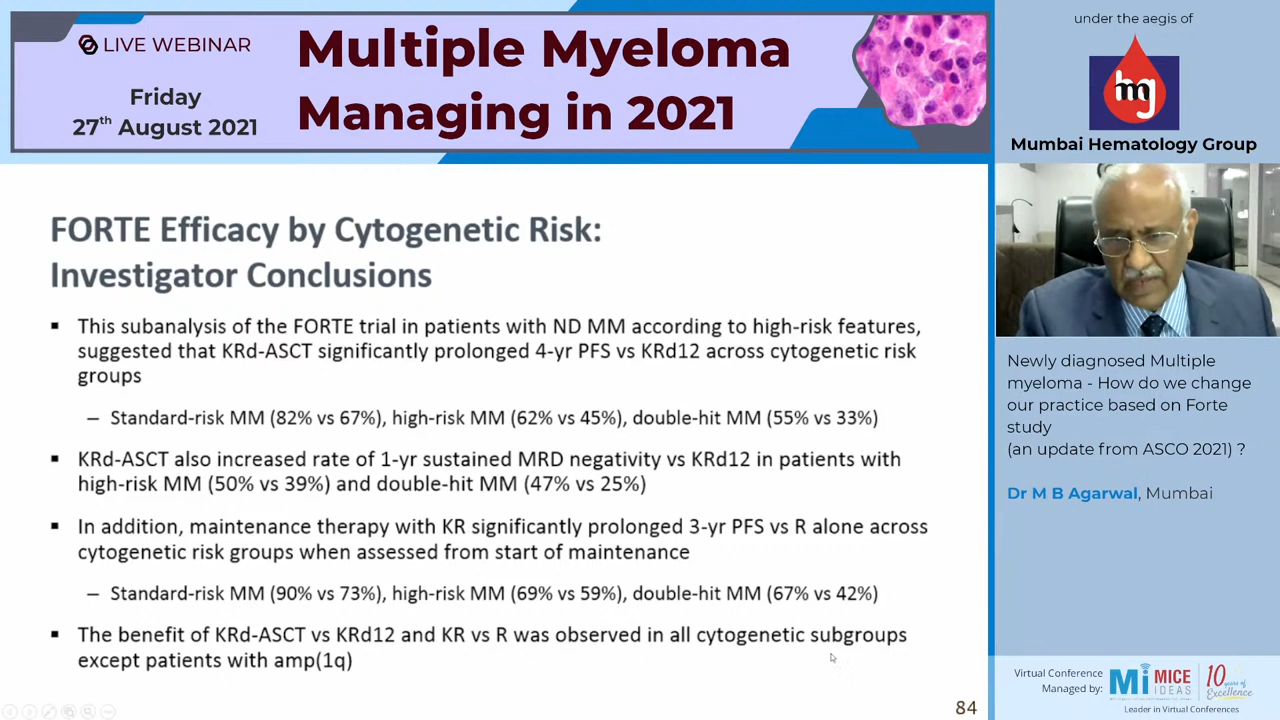 LIVE WEBINAR
Friday
27th August 2021
Multiple Myeloma
Managing in 2021
under the aegis of
hmg
Mumbai Hematology Group
FORTE Efficacy by Cytogenetic Risk:
Investigator Conclusions
▪ This subanalysis of the FORTE trial in patients with ND MM according to high-risk features,
suggested that KRd-ASCT significantly prolonged 4-yr PFS vs KRd12 across cytogenetic risk
groups
– Standard-risk MM (82% vs 67%), high-risk MM (62% vs 45%), double-hit MM (55% vs 33%)
▪ KRd-ASCT also increased rate of 1-yr sustained MRD negativity vs KRd12 in patients with
high-risk MM (50% vs 39%) and double-hit MM (47% vs 25%)
▪ In addition, maintenance therapy with KR significantly prolonged 3-yr PFS vs R alone across
cytogenetic risk groups when assessed from start of maintenance
– Standard-risk MM (90% vs 73%), high-risk MM (69% vs 59%), double-hit MM (67% vs 42%)
▪ The benefit of KRd-ASCT vs KRd12 and KR vs R was observed in all cytogenetic subgroups
except patients with amp(1q)
84
Newly diagnosed Multiple
myeloma - How do we change
our practice based on Forte
study
(an update from ASCO 2021) ?
Dr M B Agarwal, Mumbai
Virtual Conference
Managed by:
Mi MICE
IDEAS
10 years of
Excellence
Leader in Virtual Conferences